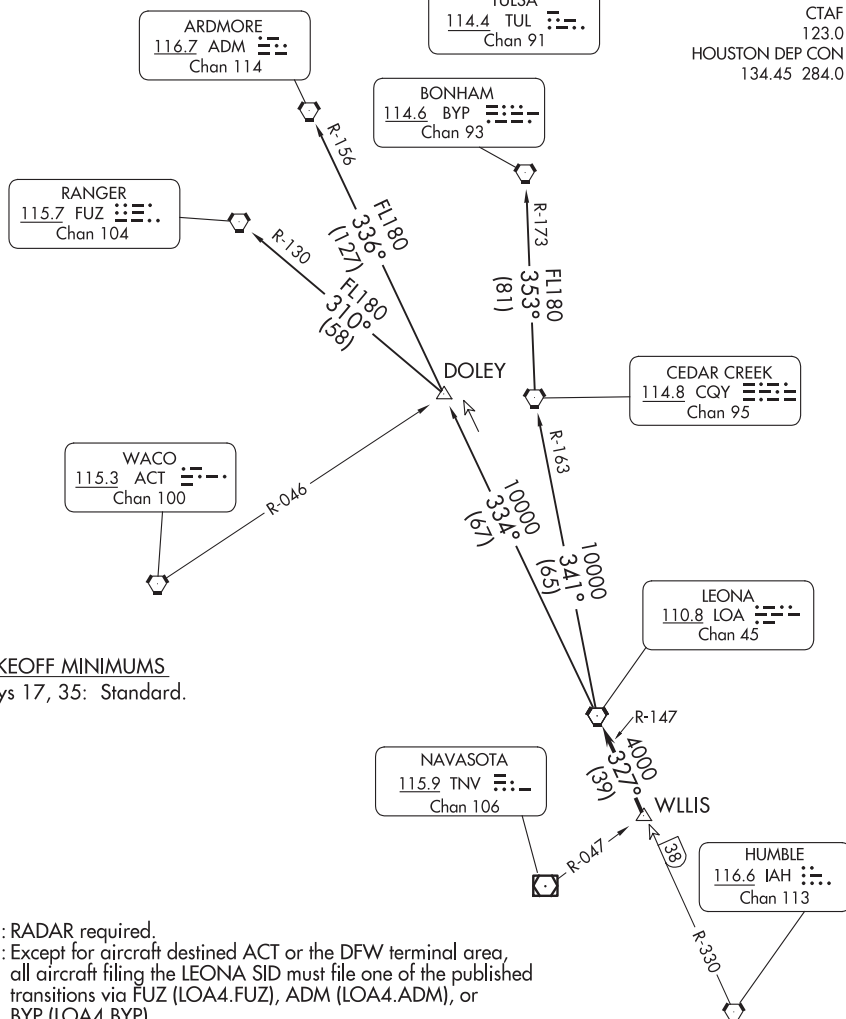 TULSA
114.4 TUL
Chan 91
CTAF
123.0
HOUSTON DEP CON
134.45 284.0
ARDMORE
116.7 ADM
Chan 114
BONHAM
114.6 BYP
Chan 93
RANGER
115.7 FUZ
Chan 104
R-156
FL180
336°
(127)
R-130
FL180
310°
(58)
R-173
FL180
353°
(81)
DOLEY
CEDAR CREEK
114.8 CQY
Chan 95
WACO
115.3 ACT
Chan 100
R-046
R-163
10000
334°
(67)
10000
341°
(65)
LEONA
110.8 LOA
Chan 45
KEOFF MINIMUMS
ys 17, 35: Standard.
R-147
4000
327°
(39)
NAVASOTA
115.9 TNV
Chan 106
WLLIS
R-047
38
HUMBLE
116.6 IAH
Chan 113
R-330
: RADAR required.
: Except for aircraft destined ACT or the DFW terminal area,
all aircraft filing the LEONA SID must file one of the published
transitions via FUZ (LOA4.FUZ), ADM (LOA4.ADM), or
BYP (LOA4.BYP)